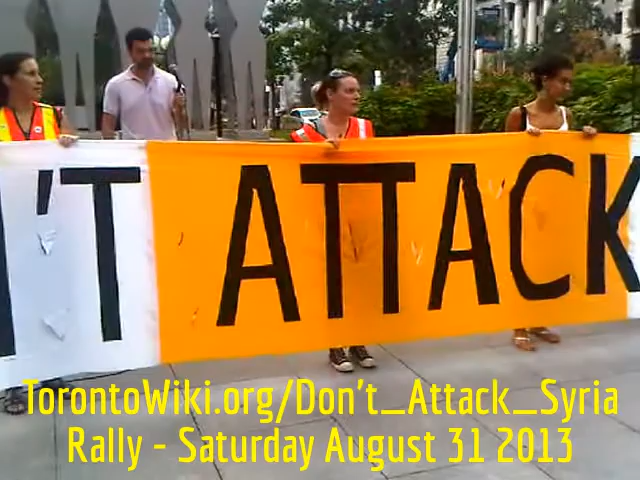 'T ATTACK
TorontoWiki.org/Don't_Attack_Syria
Rally - Saturday August 31 2013